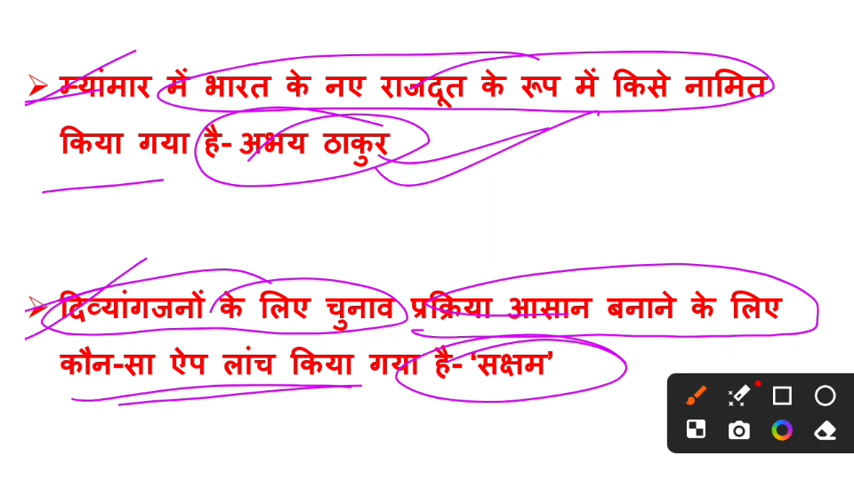 ➢ म्यांमार में भारत के नए राजदूत के रूप में किसे नामित
किया गया है- अभय ठाकुर
➢ दिव्यांगजनों के लिए चुनाव प्रक्रिया आसान बनाने के लिए
कौन-सा ऐप लांच किया गया है- ‘सक्षम’